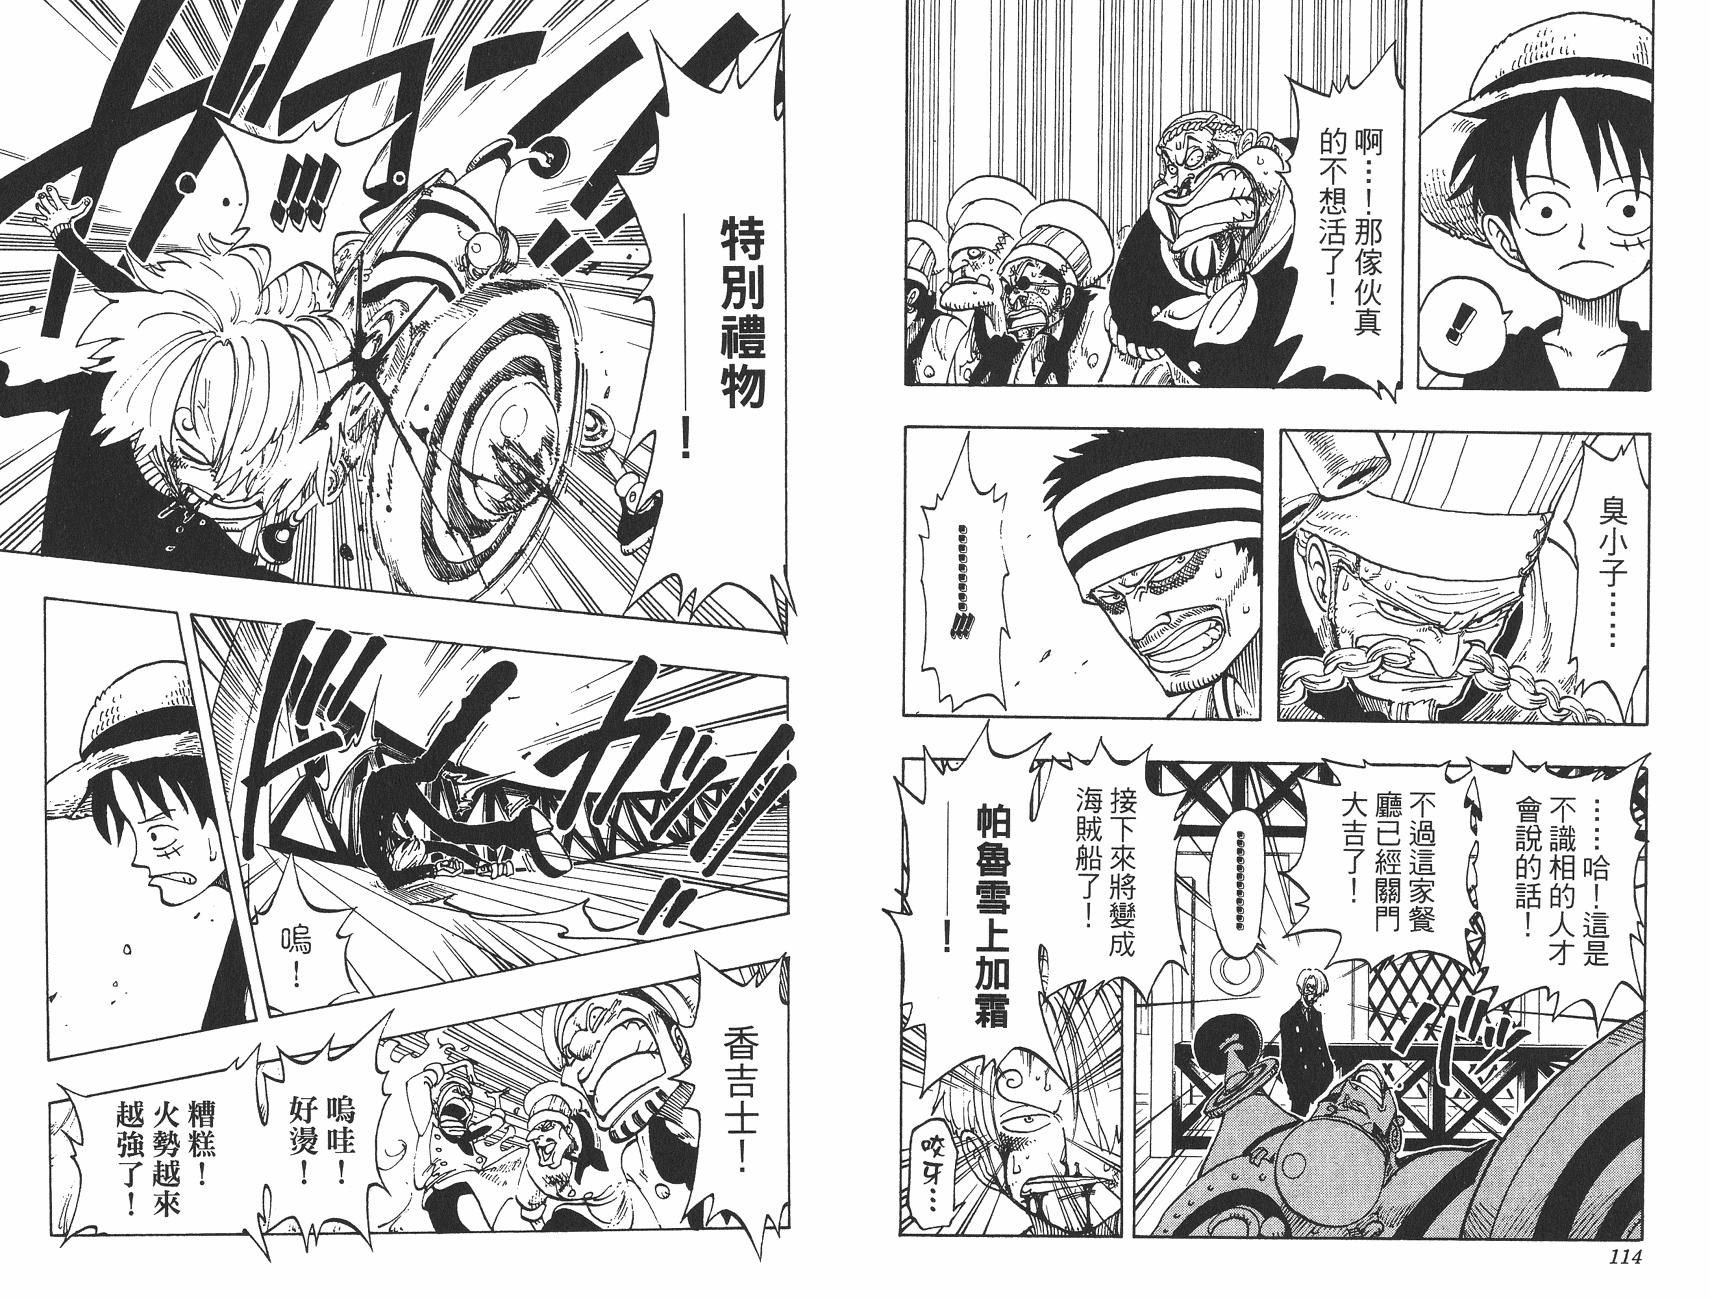 ！
啊…！那傢伙真
的不想活了！
臭小子……
…………!!!
……哈！這是
不識相的人才
會說的話！
不過這家餐
廳已經關門
大吉了！
…………
接下來將變成
海賊船了！
帕魯雪上加霜
——！
咬牙…
114
特別禮物
——！
!!!
ドガッ!!
嗚！
香吉士！
嗚哇！
好燙！
糟糕！
火勢越來
越強了！